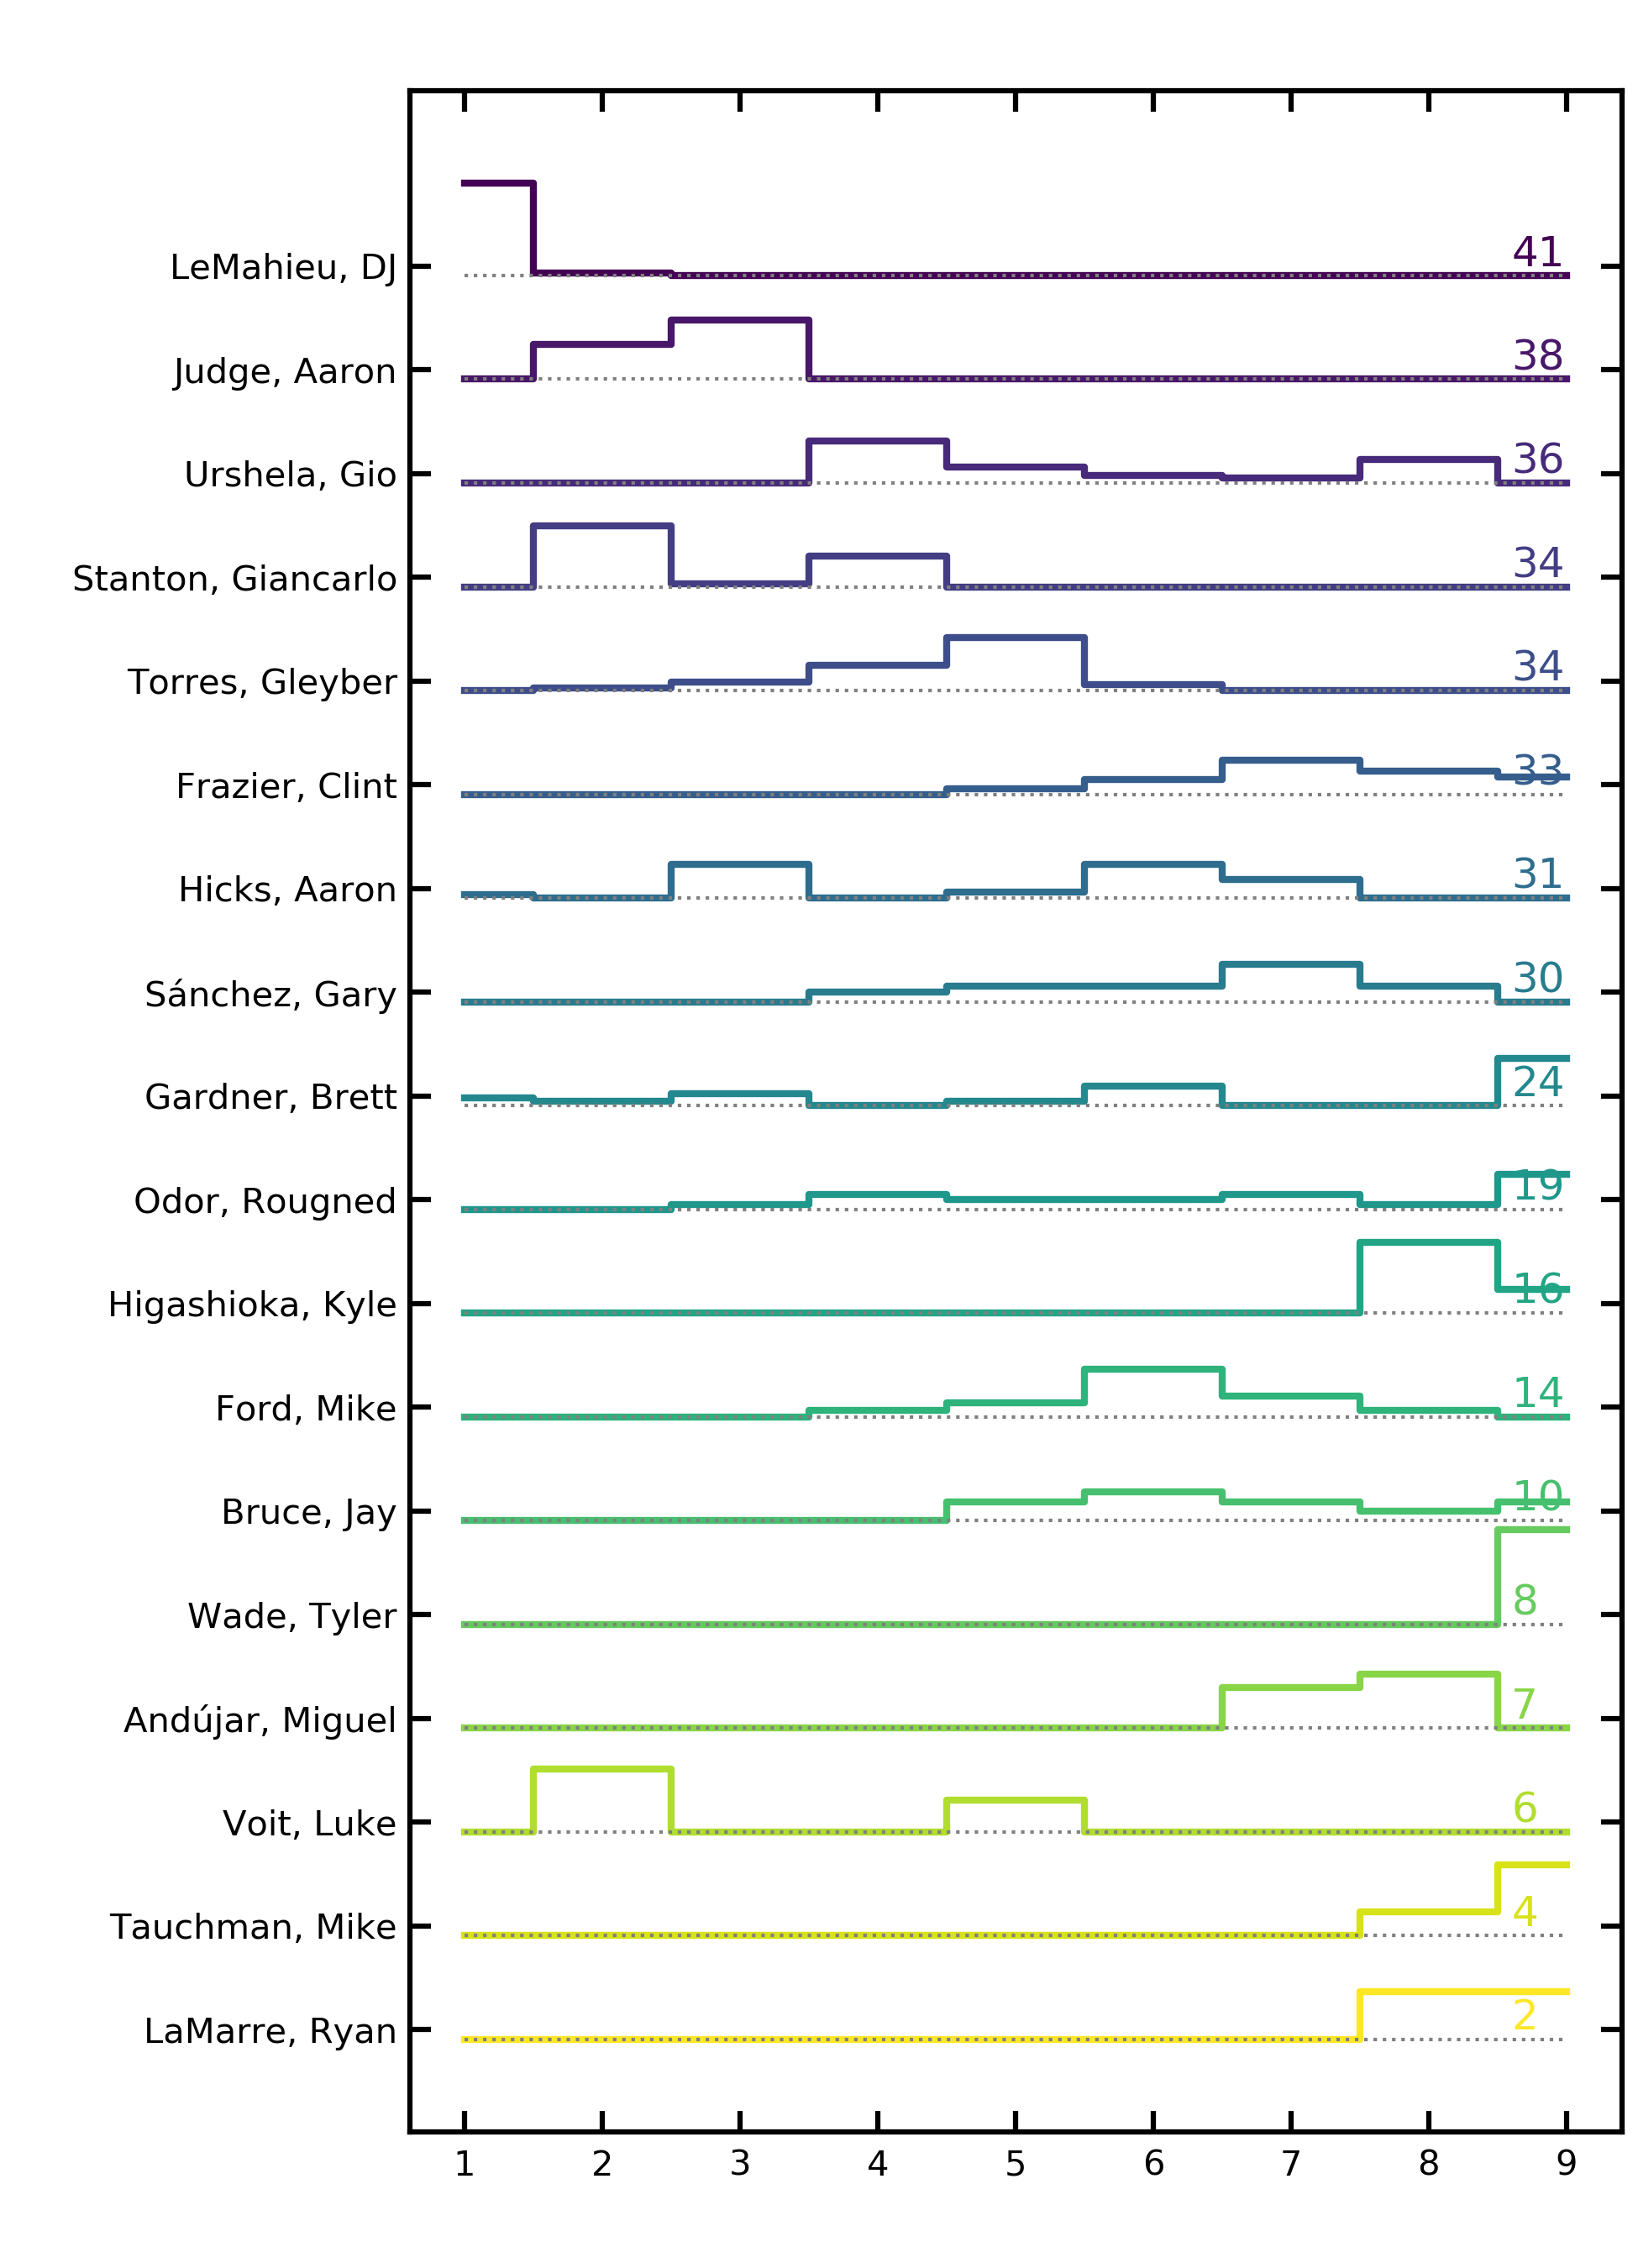 LeMahieu, DJ 41
Judge, Aaron 38
Urshela, Gio 36
Stanton, Giancarlo 34
Torres, Gleyber 34
Frazier, Clint 33
Hicks, Aaron 31
Sánchez, Gary 30
Gardner, Brett 24
Odor, Rougned 19
Higashioka, Kyle 16
Ford, Mike 14
Bruce, Jay 10
Wade, Tyler 8
Andújar, Miguel 7
Voit, Luke 6
Tauchman, Mike 4
LaMarre, Ryan 2
1 2 3 4 5 6 7 8 9